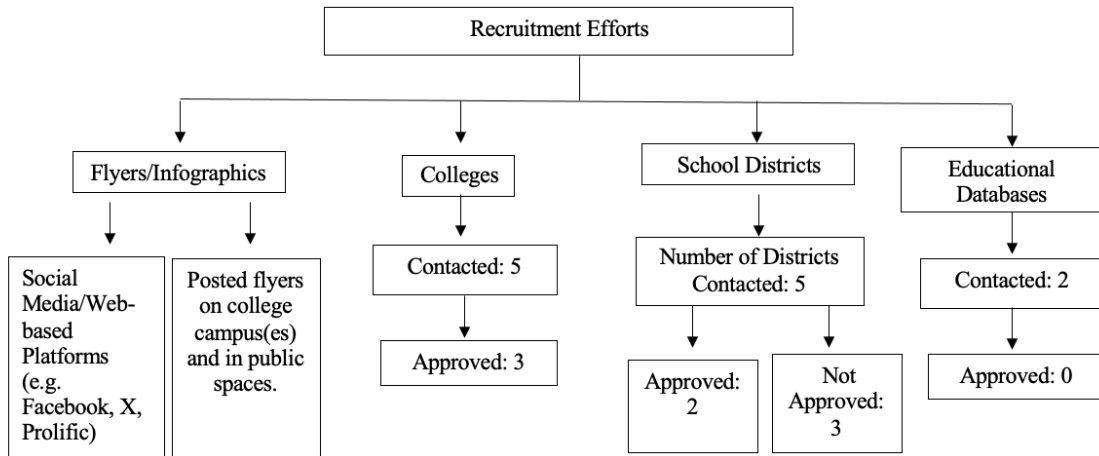 Recruitment Efforts
Flyers/Infographics
Colleges
School Districts
Educational
Databases
Social
Media/Web-
based
Platforms
(e.g.
Facebook, X,
Prolific)
Posted flyers
on college
campus(es)
and in public
spaces.
Contacted: 5
Approved: 3
Number of Districts
Contacted: 5
Approved:
2
Not
Approved:
3
Contacted: 2
Approved: 0